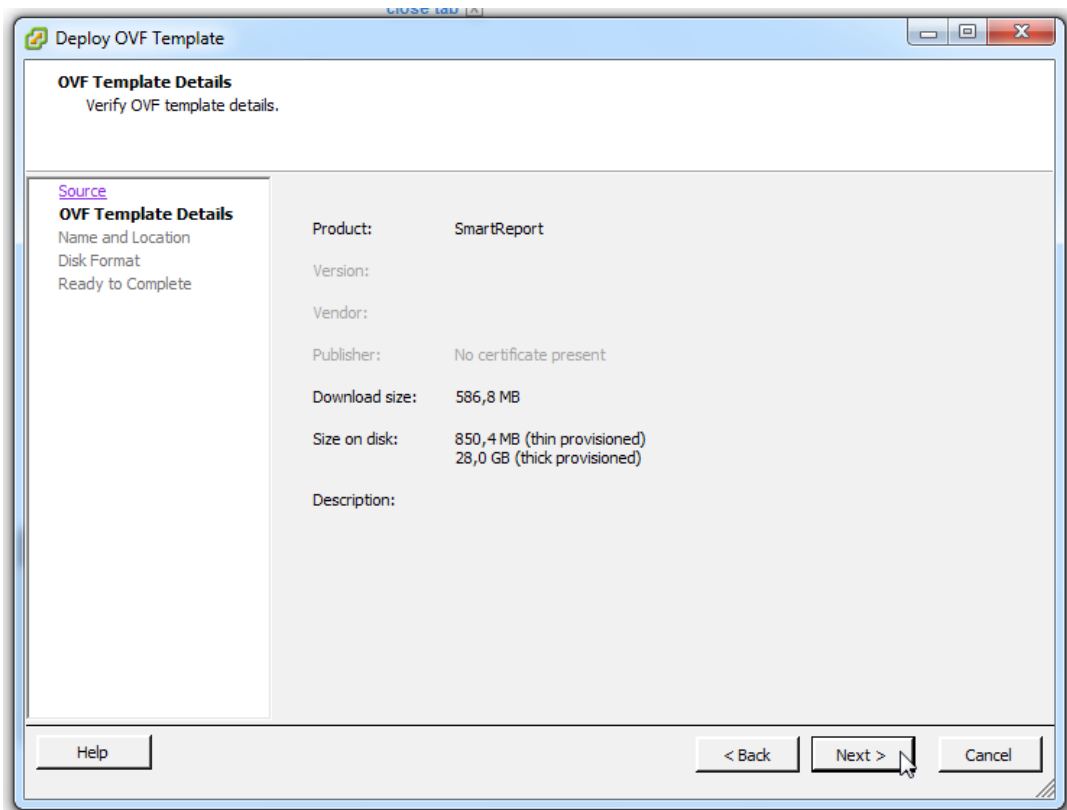 close tab x
Deploy OVF Template
OVF Template Details
Verify OVF template details.
Source
OVF Template Details
Name and Location
Disk Format
Ready to Complete
Product: SmartReport
Version:
Vendor:
Publisher: No certificate present
Download size: 586,8 MB
Size on disk: 850,4 MB (thin provisioned)
28,0 GB (thick provisioned)
Description:
Help < Back Next > Cancel